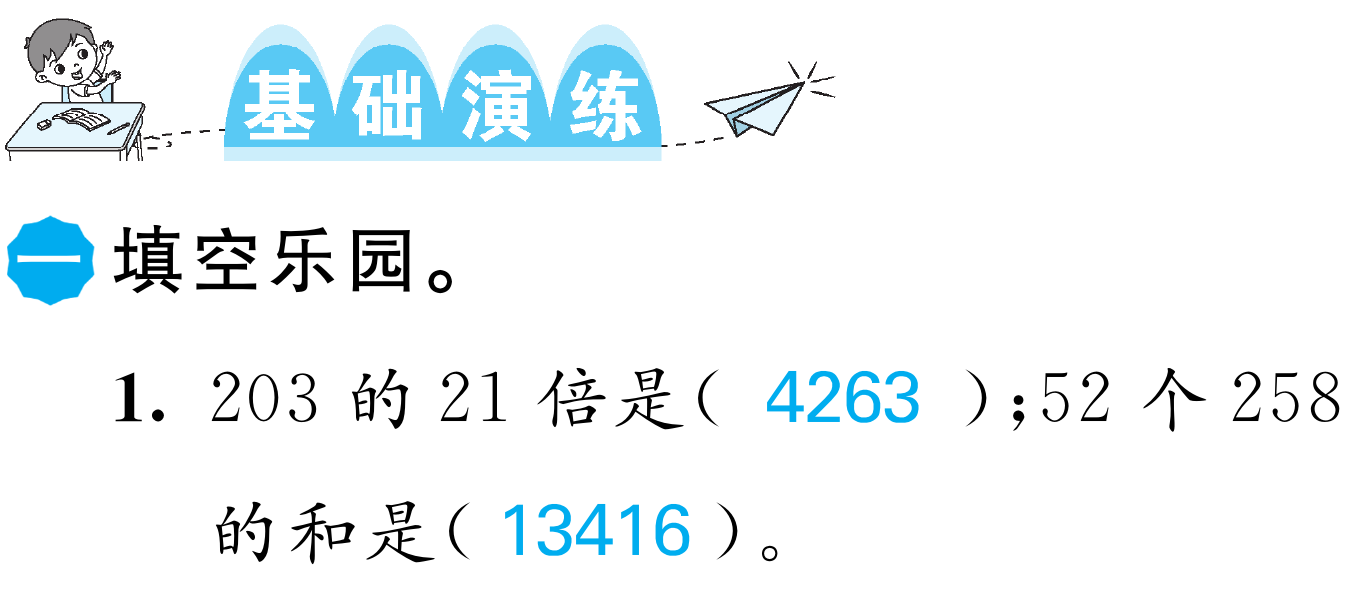 基础演练
一 填空乐园。
1. 203 的 21 倍是( 4263 );52 个 258
的和是( 13416 )。